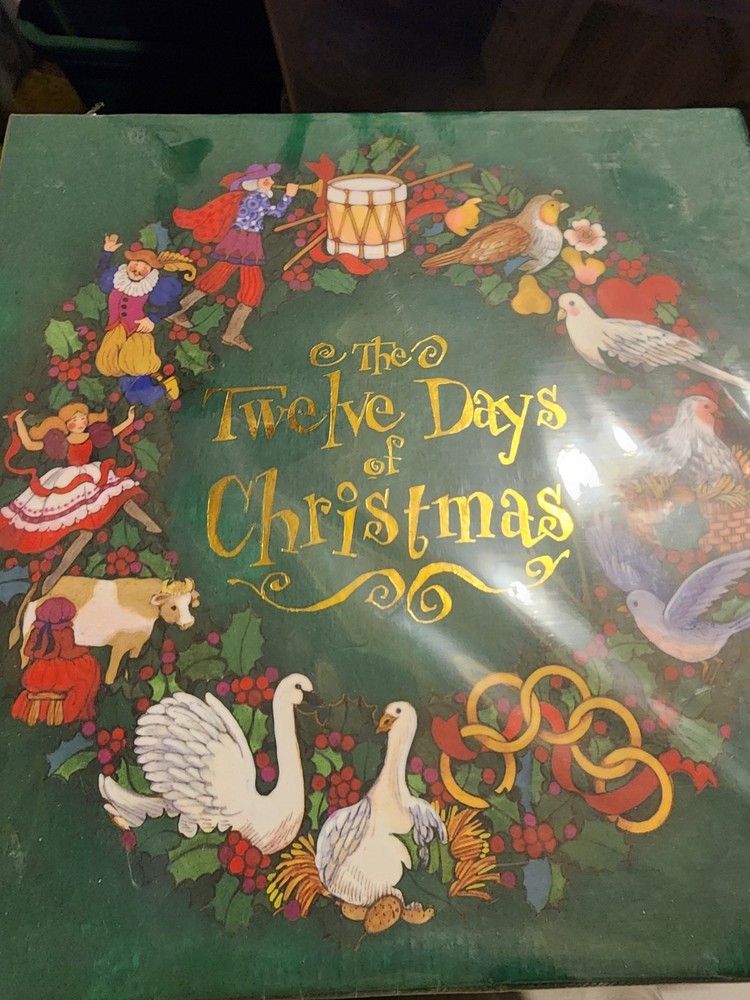 The
Twelve Days
of
Christmas